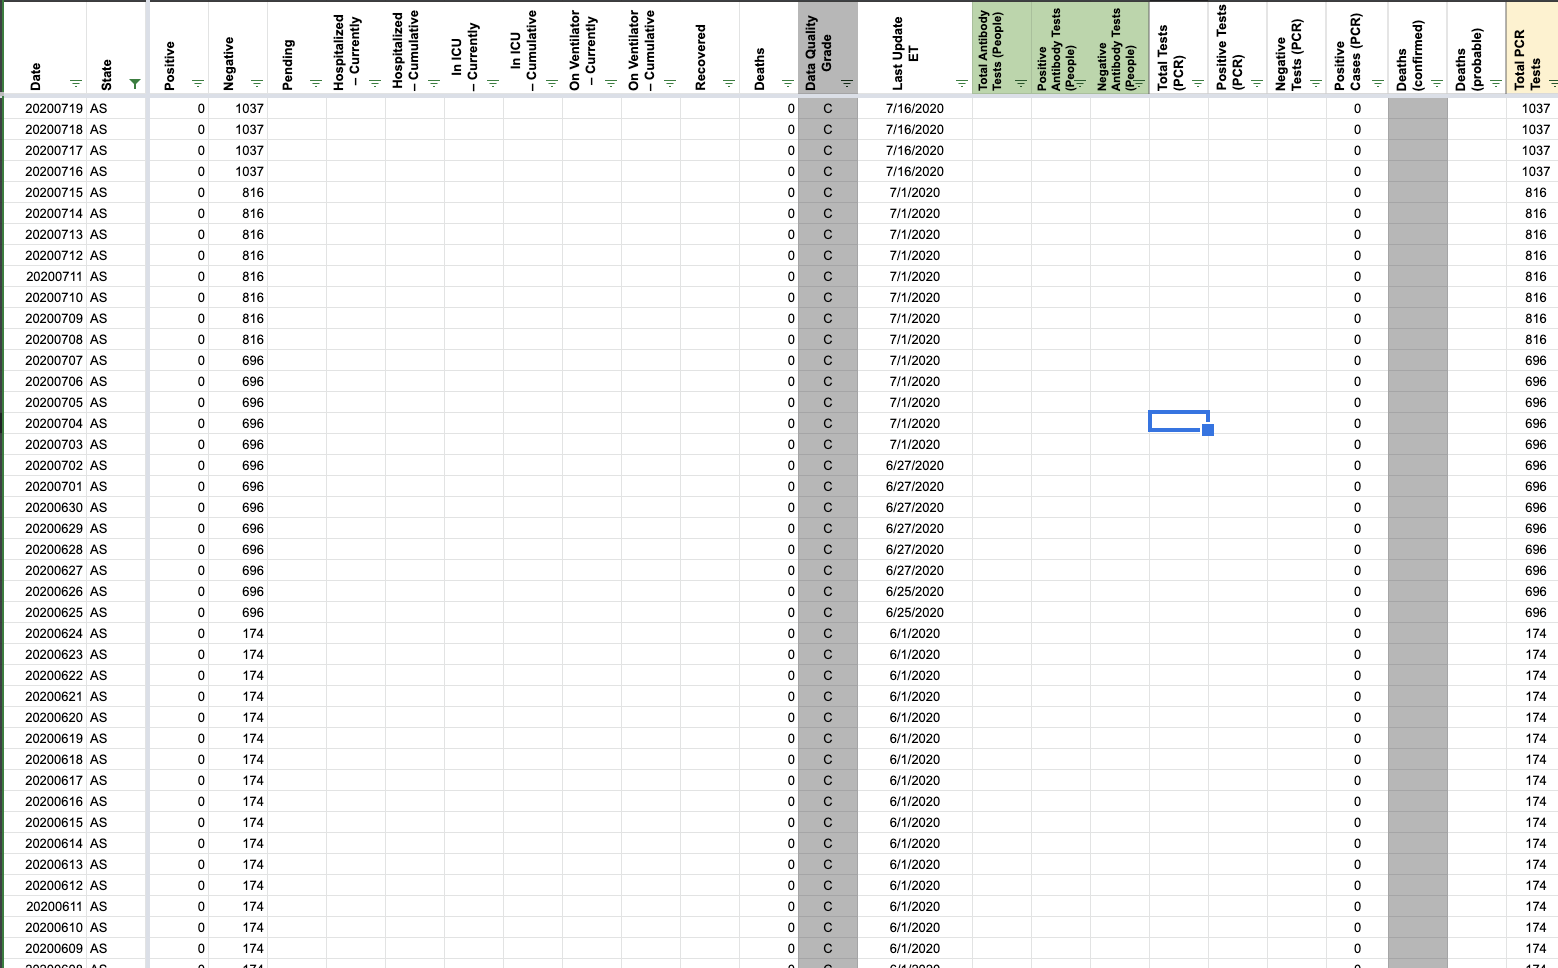 Date State Positive Negative Pending Hospitalized – Currently Hospitalized – Cumulative In ICU – Currently In ICU – Cumulative On Ventilator – Currently On Ventilator – Cumulative Recovered Deaths Data Quality Grade Last Update ET Total Antibody Tests (People) Positive Antibody Tests (People) Negative Antibody Tests (People) Total Tests (PCR) Positive Tests (PCR) Negative Tests (PCR) Positive Cases (PCR) Deaths (confirmed) Deaths (probable) Total PCR Tests
20200719 AS 0 1037 0 C 7/16/2020 0 1037
20200718 AS 0 1037 0 C 7/16/2020 0 1037
20200717 AS 0 1037 0 C 7/16/2020 0 1037
20200716 AS 0 1037 0 C 7/16/2020 0 1037
20200715 AS 0 816 0 C 7/1/2020 0 816
20200714 AS 0 816 0 C 7/1/2020 0 816
20200713 AS 0 816 0 C 7/1/2020 0 816
20200712 AS 0 816 0 C 7/1/2020 0 816
20200711 AS 0 816 0 C 7/1/2020 0 816
20200710 AS 0 816 0 C 7/1/2020 0 816
20200709 AS 0 816 0 C 7/1/2020 0 816
20200708 AS 0 816 0 C 7/1/2020 0 816
20200707 AS 0 696 0 C 7/1/2020 0 696
20200706 AS 0 696 0 C 7/1/2020 0 696
20200705 AS 0 696 0 C 7/1/2020 0 696
20200704 AS 0 696 0 C 7/1/2020 0 696
20200703 AS 0 696 0 C 7/1/2020 0 696
20200702 AS 0 696 0 C 6/27/2020 0 696
20200701 AS 0 696 0 C 6/27/2020 0 696
20200630 AS 0 696 0 C 6/27/2020 0 696
20200629 AS 0 696 0 C 6/27/2020 0 696
20200628 AS 0 696 0 C 6/27/2020 0 696
20200627 AS 0 696 0 C 6/27/2020 0 696
20200626 AS 0 696 0 C 6/25/2020 0 696
20200625 AS 0 696 0 C 6/25/2020 0 696
20200624 AS 0 174 0 C 6/1/2020 0 174
20200623 AS 0 174 0 C 6/1/2020 0 174
20200622 AS 0 174 0 C 6/1/2020 0 174
20200621 AS 0 174 0 C 6/1/2020 0 174
20200620 AS 0 174 0 C 6/1/2020 0 174
20200619 AS 0 174 0 C 6/1/2020 0 174
20200618 AS 0 174 0 C 6/1/2020 0 174
20200617 AS 0 174 0 C 6/1/2020 0 174
20200616 AS 0 174 0 C 6/1/2020 0 174
20200615 AS 0 174 0 C 6/1/2020 0 174
20200614 AS 0 174 0 C 6/1/2020 0 174
20200613 AS 0 174 0 C 6/1/2020 0 174
20200612 AS 0 174 0 C 6/1/2020 0 174
20200611 AS 0 174 0 C 6/1/2020 0 174
20200610 AS 0 174 0 C 6/1/2020 0 174
20200609 AS 0 174 0 C 6/1/2020 0 174